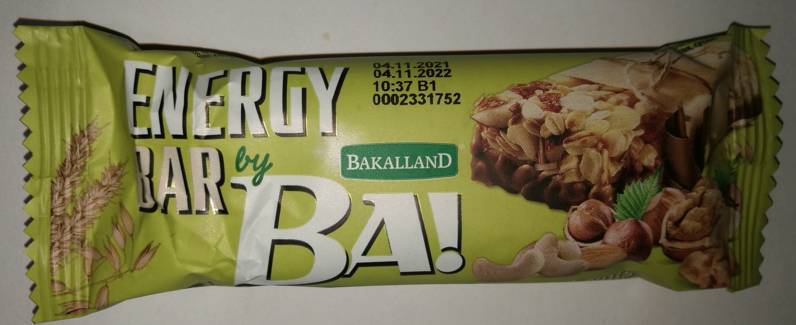 ENERGY
BAR by
BA!
BAKALLAND
04.11.2021
04.11.2022
10:37 B1
0002331752